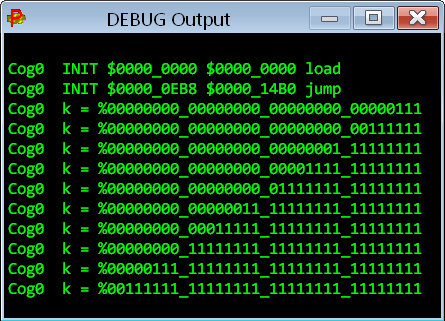 DEBUG Output
Cog0  INIT $0000_0000 $0000_0000 load
Cog0  INIT $0000_0EB8 $0000_14B0 jump
Cog0  k = %00000000_00000000_00000000_00000111
Cog0  k = %00000000_00000000_00000000_00111111
Cog0  k = %00000000_00000000_00000001_11111111
Cog0  k = %00000000_00000000_00001111_11111111
Cog0  k = %00000000_00000000_01111111_11111111
Cog0  k = %00000000_00000011_11111111_11111111
Cog0  k = %00000000_00011111_11111111_11111111
Cog0  k = %00000000_11111111_11111111_11111111
Cog0  k = %00000111_11111111_11111111_11111111
Cog0  k = %00111111_11111111_11111111_11111111